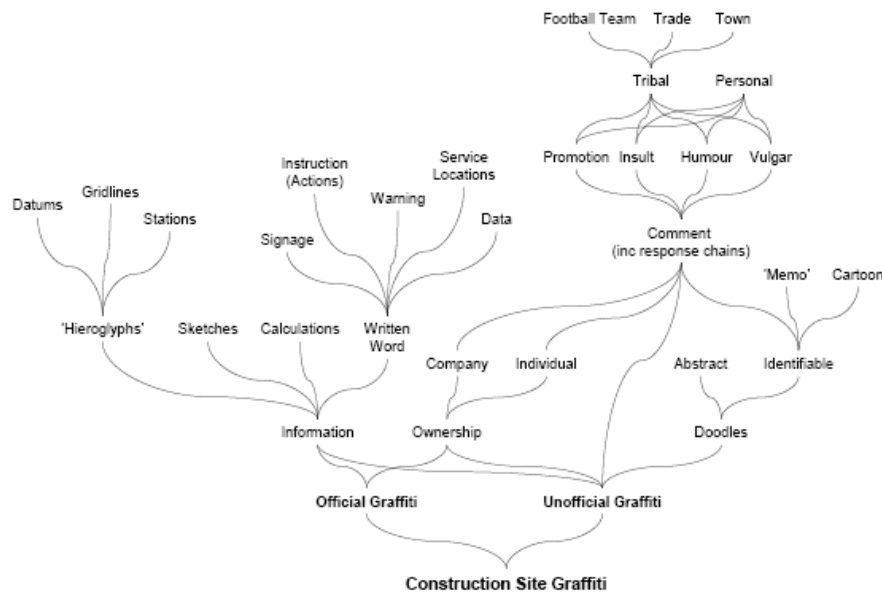 Football Team
Trade
Town
Tribal
Personal
Promotion
Insult
Humour
Vulgar
Instruction
(Actions)
Service
Locations
Gridlines
Datums
Stations
Warning
Signage
Data
Comment
(inc response chains)
'Memo'
Cartoon
'Hieroglyphs'
Sketches
Calculations
Written
Word
Company
Individual
Abstract
Identifiable
Information
Ownership
Doodles
Official Graffiti
Unofficial Graffiti
Construction Site Graffiti